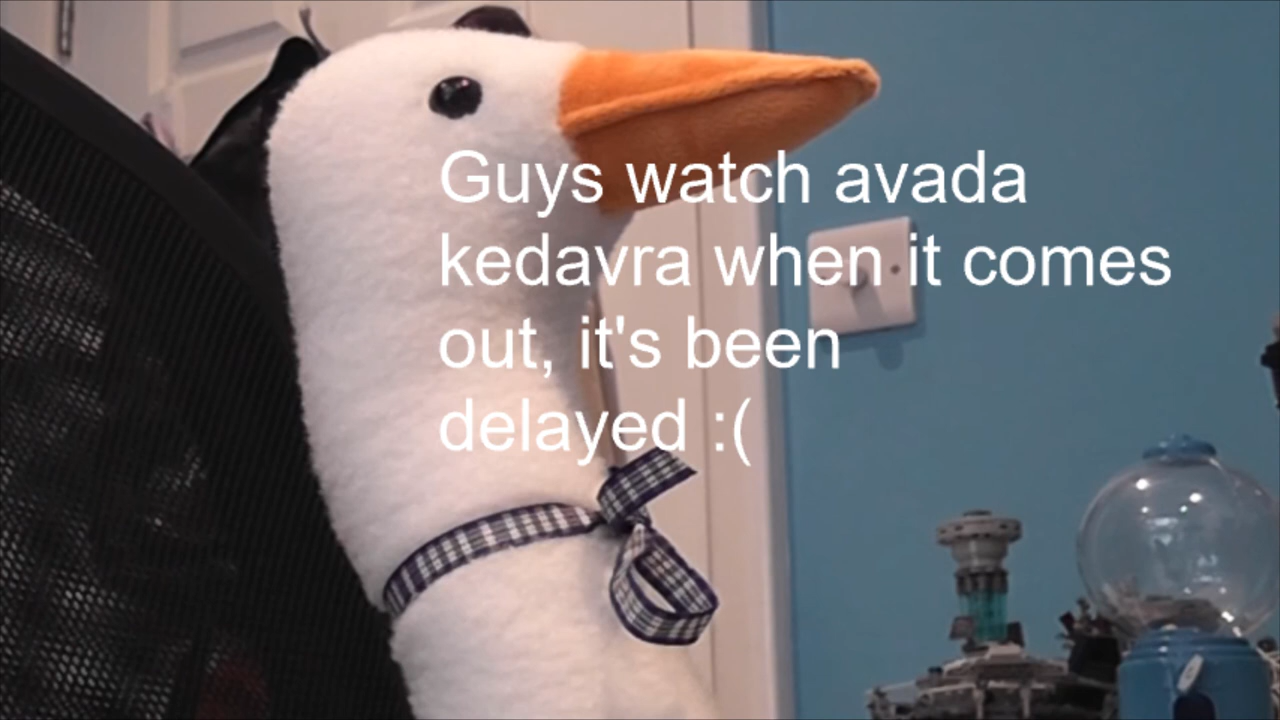 Guys watch avada
kedavra when it comes
out, it's been
delayed :(